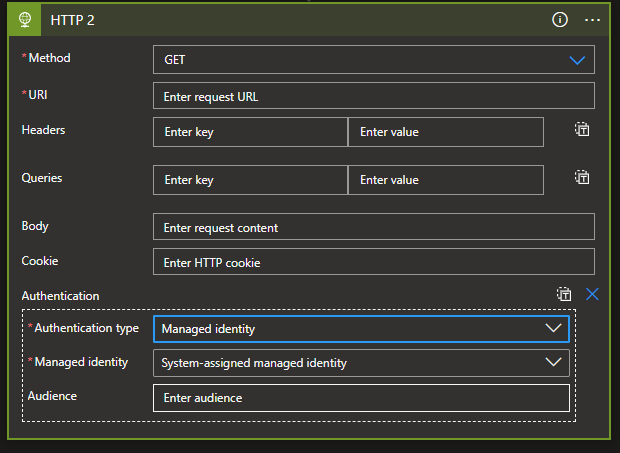 HTTP 2
* Method GET
* URI Enter request URL
Headers Enter key Enter value
Queries Enter key Enter value
Body Enter request content
Cookie Enter HTTP cookie
Authentication
* Authentication type Managed identity
* Managed identity System-assigned managed identity
Audience Enter audience